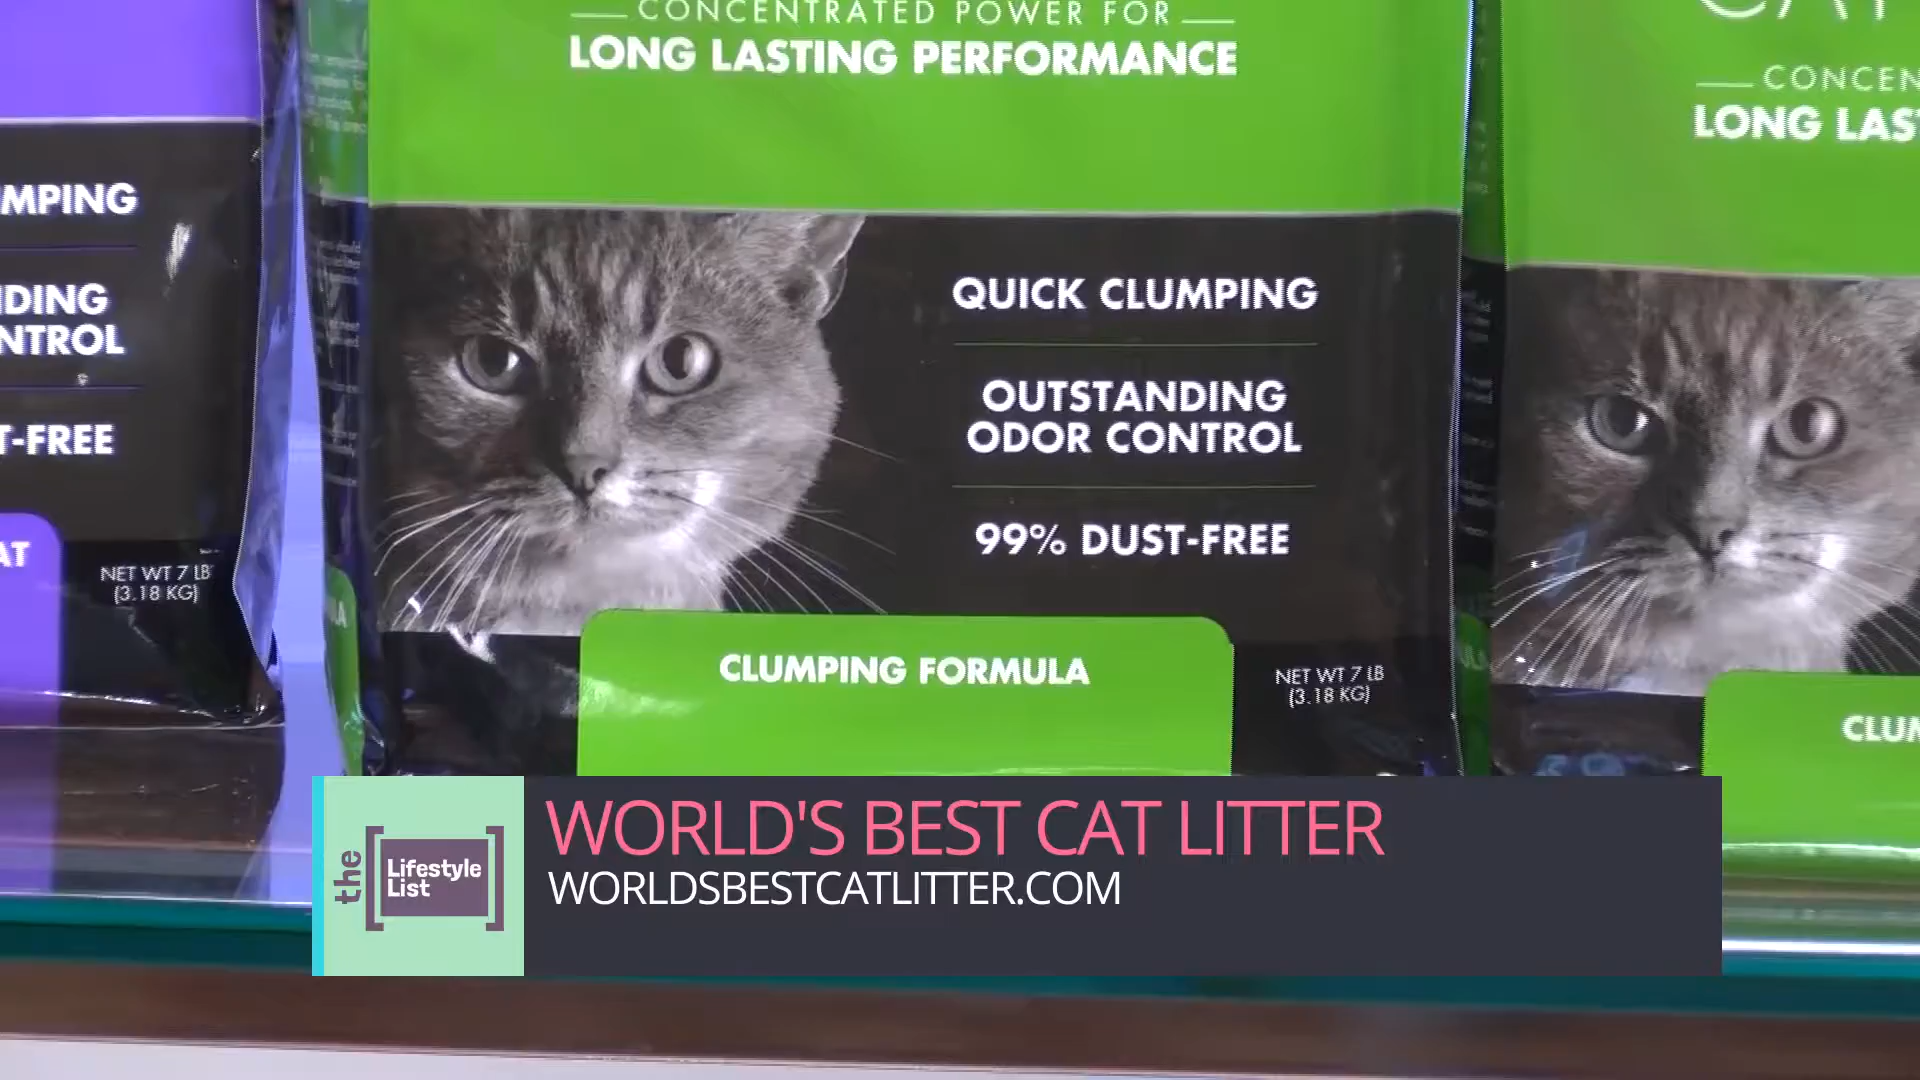 CONCENTRATED POWER FOR
LONG LASTING PERFORMANCE
QUICK CLUMPING
OUTSTANDING
ODOR CONTROL
99% DUST-FREE
CLUMPING FORMULA
NET WT 7 LB
(3.18 KG)
MPING
DING
NTROL
T-FREE
AT
NET WT 7 LB
(3.18 KG)
CAT
CONCEN
LONG LAS
CLUM
the
Lifestyle
List
WORLD'S BEST CAT LITTER
WORLDSBESTCATLITTER.COM